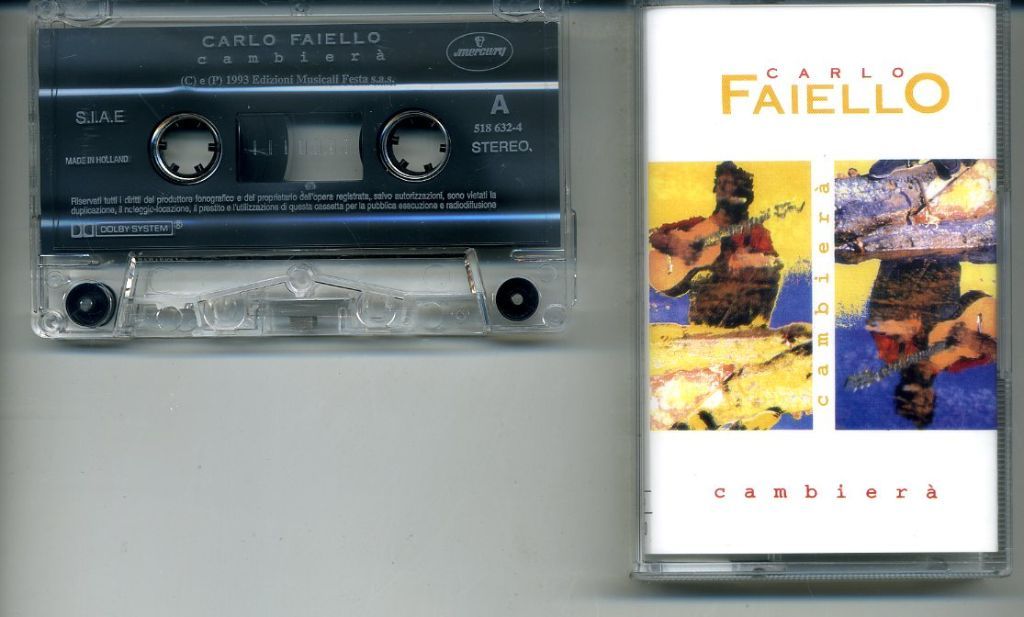 CARLO FAIELLO
cambierà
mercury
(C) e (P) 1993 Edizioni Musicali Festa s.a.s.
S.I.A.E
A
518 632-4
STEREO
MADE IN HOLLAND
Riservati tutti i diritti del produttore fonografico e del proprietario dell'opera registrata, salvo autorizzazioni, sono vietati la
duplicazione, il noleggio-locazione, il prestito e l'utilizzazione di questa cassetta per la pubblica esecuzione e radiodiffusione
DOLBY SYSTEM®
CARLO
FAIELLO
cambierà
cambierà